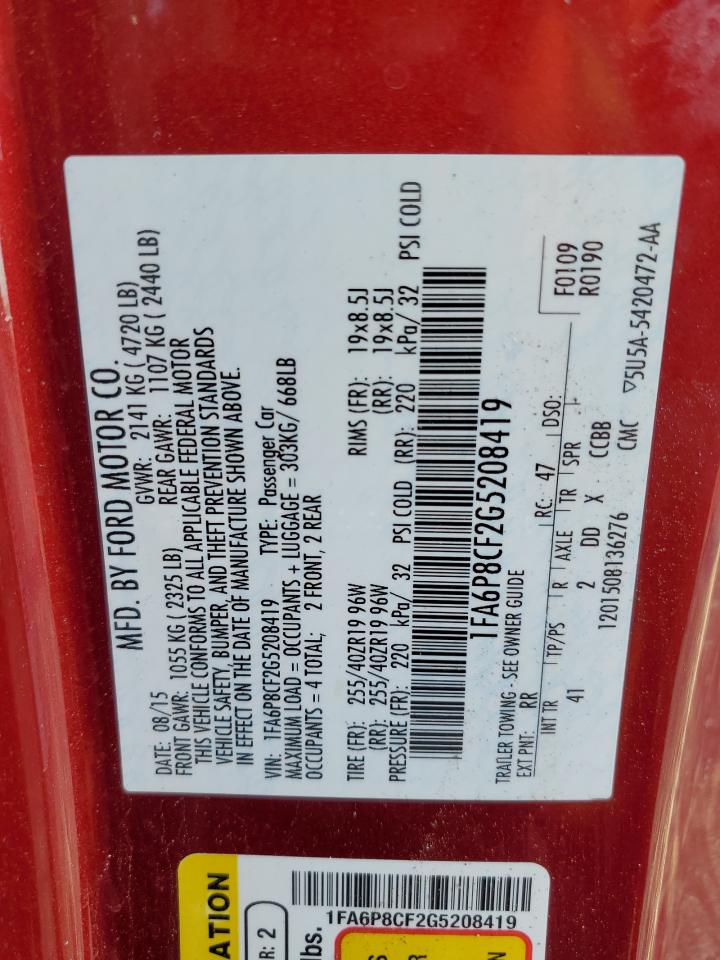 MFD. BY FORD MOTOR CO.
DATE: 08/15 GVWR: 2141 KG ( 4720 LB)
FRONT GAWR: 1055 KG ( 2325 LB) REAR GAWR: 1107 KG ( 2440 LB)
THIS VEHICLE CONFORMS TO ALL APPLICABLE FEDERAL MOTOR
VEHICLE SAFETY, BUMPER, AND THEFT PREVENTION STANDARDS
IN EFFECT ON THE DATE OF MANUFACTURE SHOWN ABOVE.
VIN: 1FA6P8CF2G5208419 TYPE: Passenger Car
MAXIMUM LOAD = OCCUPANTS + LUGGAGE = 303KG/ 668LB
OCCUPANTS = 4 TOTAL; 2 FRONT, 2 REAR
TIRE (FR): 255/40ZR19 96W RIMS (FR): 19x8.5J
(RR): 255/40ZR19 96W (RR): 19x8.5J
PRESSURE (FR): 220 kPa/ 32 PSI COLD (RR): 220 kPa/ 32 PSI COLD
1FA6P8CF2G5208419
TRAILER TOWING - SEE OWNER GUIDE
EXT PNT: RR RC: 47 DSO: F0109
R0190
INT TR TP/PS R AXLE TR SPR
41 2 DD X CCBB
1201508136276 CMC ▽5U5A-5420472-AA
ATION
R: 2
lbs.
1FA6P8CF2G5208419